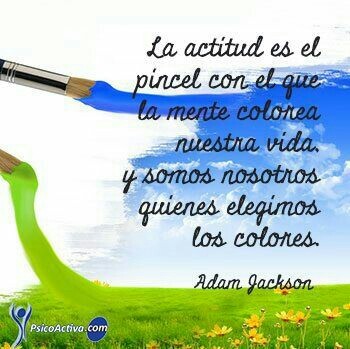 La actitud es el
pincel con el que
la mente colorea
nuestra vida.
y somos nosotros
quienes elegimos
los colores.
Adam Jackson
PsicoActiva.com